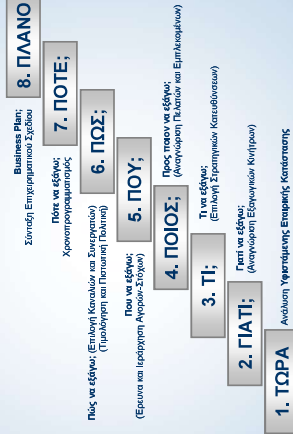 8. ΠΛΑΝΟ
Business Plan;
Σύνταξη Επιχειρηματικού Σχεδίου
7. ΠΟΤΕ;
Πότε να εξάγω;
Χρονοπρογραμματισμός
6. ΠΩΣ;
Πώς να εξάγω; (Επιλογή Καναλιών και Συνεργατών)
(Τιμολόγηση και Πιστωτική Πολιτική)
5. ΠΟΥ;
Που να εξάγω;
(Έρευνα και Ιεράρχηση Αγορών-Στόχων)
4. ΠΟΙΟΣ;
Προς ποιον να εξάγω;
(Αναγνώριση Πελατών και Εμπλεκομένων)
3. ΤΙ;
Τι να εξάγω;
(Επιλογή Στρατηγικών Κατευθύνσεων)
2. ΓΙΑΤΙ;
Γιατί να εξάγω;
(Αναγνώριση Εξαγωγικών Κινήτρων)
1. ΤΩΡΑ
Ανάλυση Υφιστάμενης Εταιρικής Κατάστασης